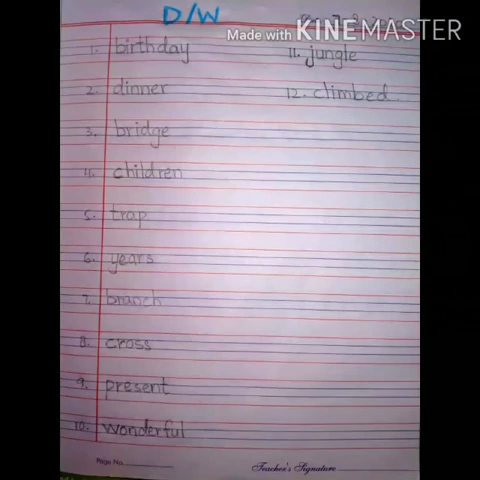 D/W
Made with KINEMASTER
1. birthday
2. dinner
3. bridge
4. children
5. trap
6. years
7. branch
8. cross
9. present
10. wonderful
11. jungle
12. climbed
Page No.
Teacher's Signature